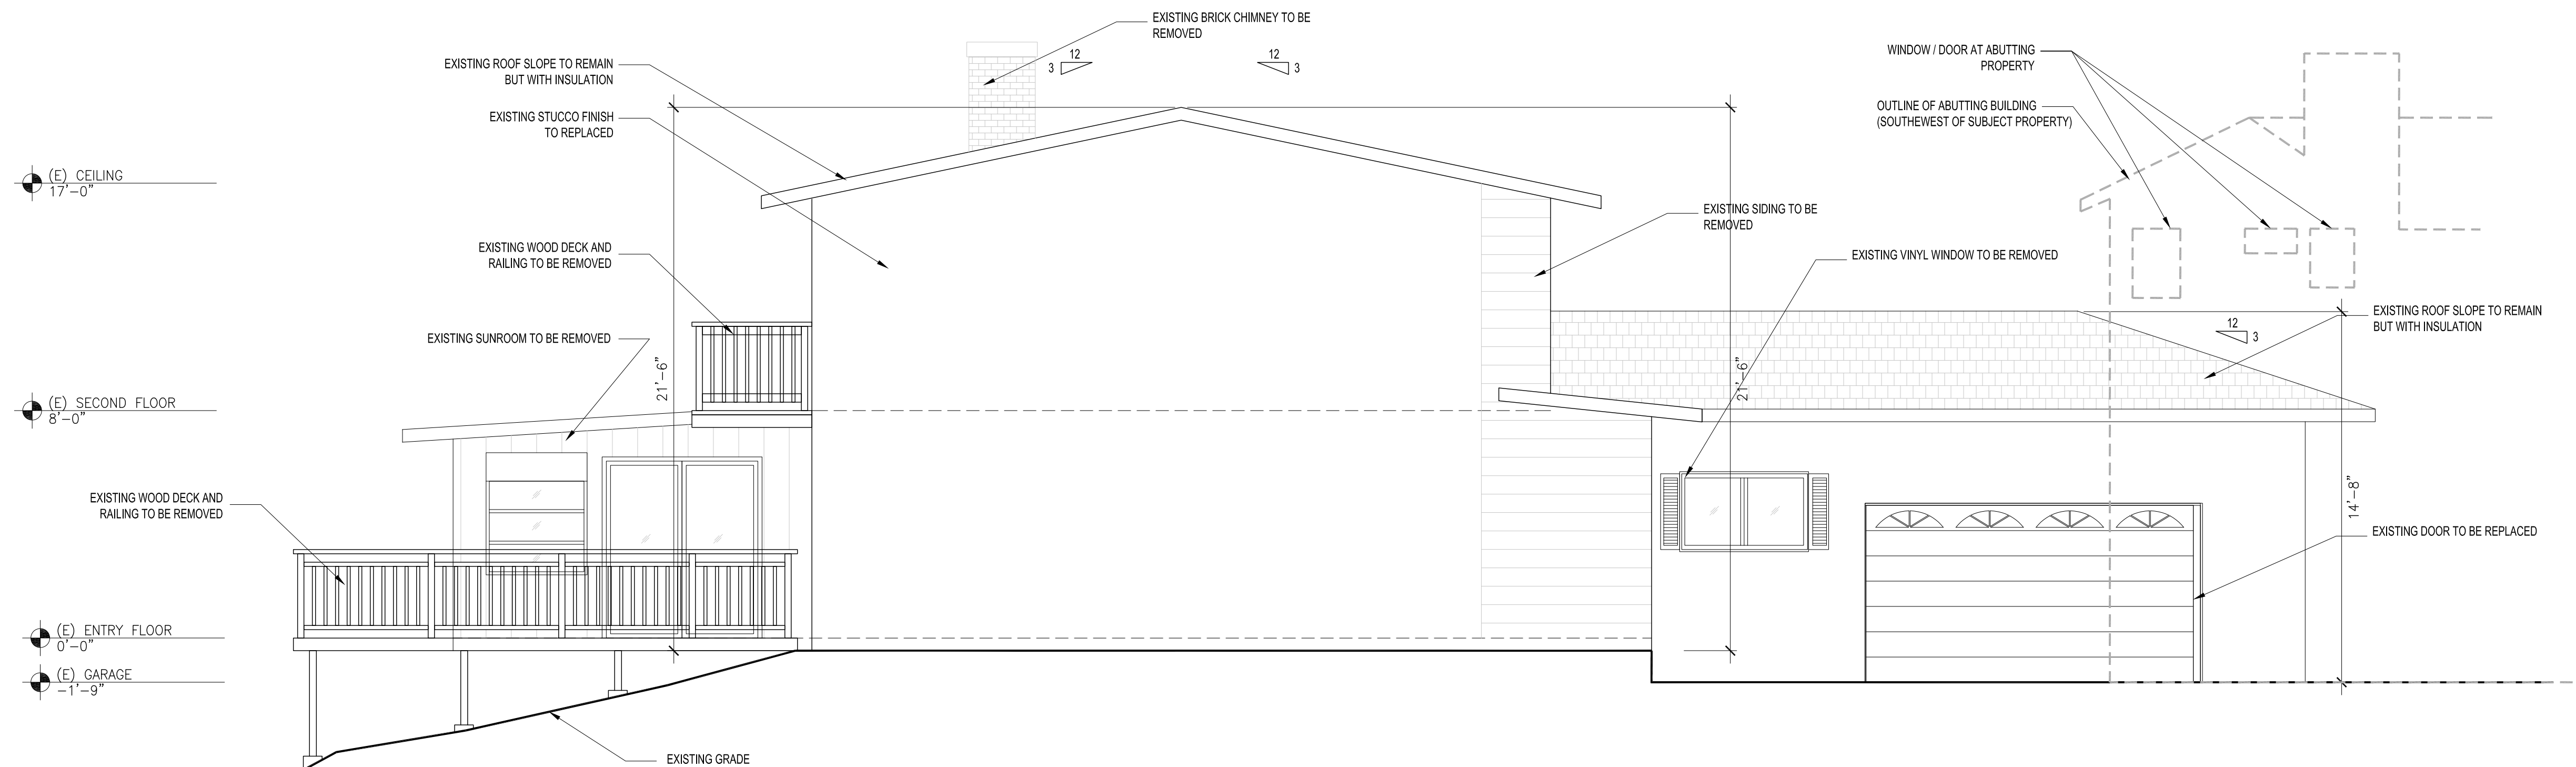 EXISTING BRICK CHIMNEY TO BE
REMOVED
12
3
12
3
WINDOW / DOOR AT ABUTTING
PROPERTY
EXISTING ROOF SLOPE TO REMAIN
BUT WITH INSULATION
OUTLINE OF ABUTTING BUILDING
(SOUTHEWEST OF SUBJECT PROPERTY)
EXISTING STUCCO FINISH
TO REPLACED
(E) CEILING
17'-0"
EXISTING SIDING TO BE
REMOVED
EXISTING WOOD DECK AND
RAILING TO BE REMOVED
EXISTING VINYL WINDOW TO BE REMOVED
EXISTING ROOF SLOPE TO REMAIN
BUT WITH INSULATION
12
3
EXISTING SUNROOM TO BE REMOVED
21'-6"
21'-6"
(E) SECOND FLOOR
8'-0"
EXISTING WOOD DECK AND
RAILING TO BE REMOVED
14'-8"
EXISTING DOOR TO BE REPLACED
(E) ENTRY FLOOR
0'-0"
(E) GARAGE
-1'-9"
EXISTING GRADE